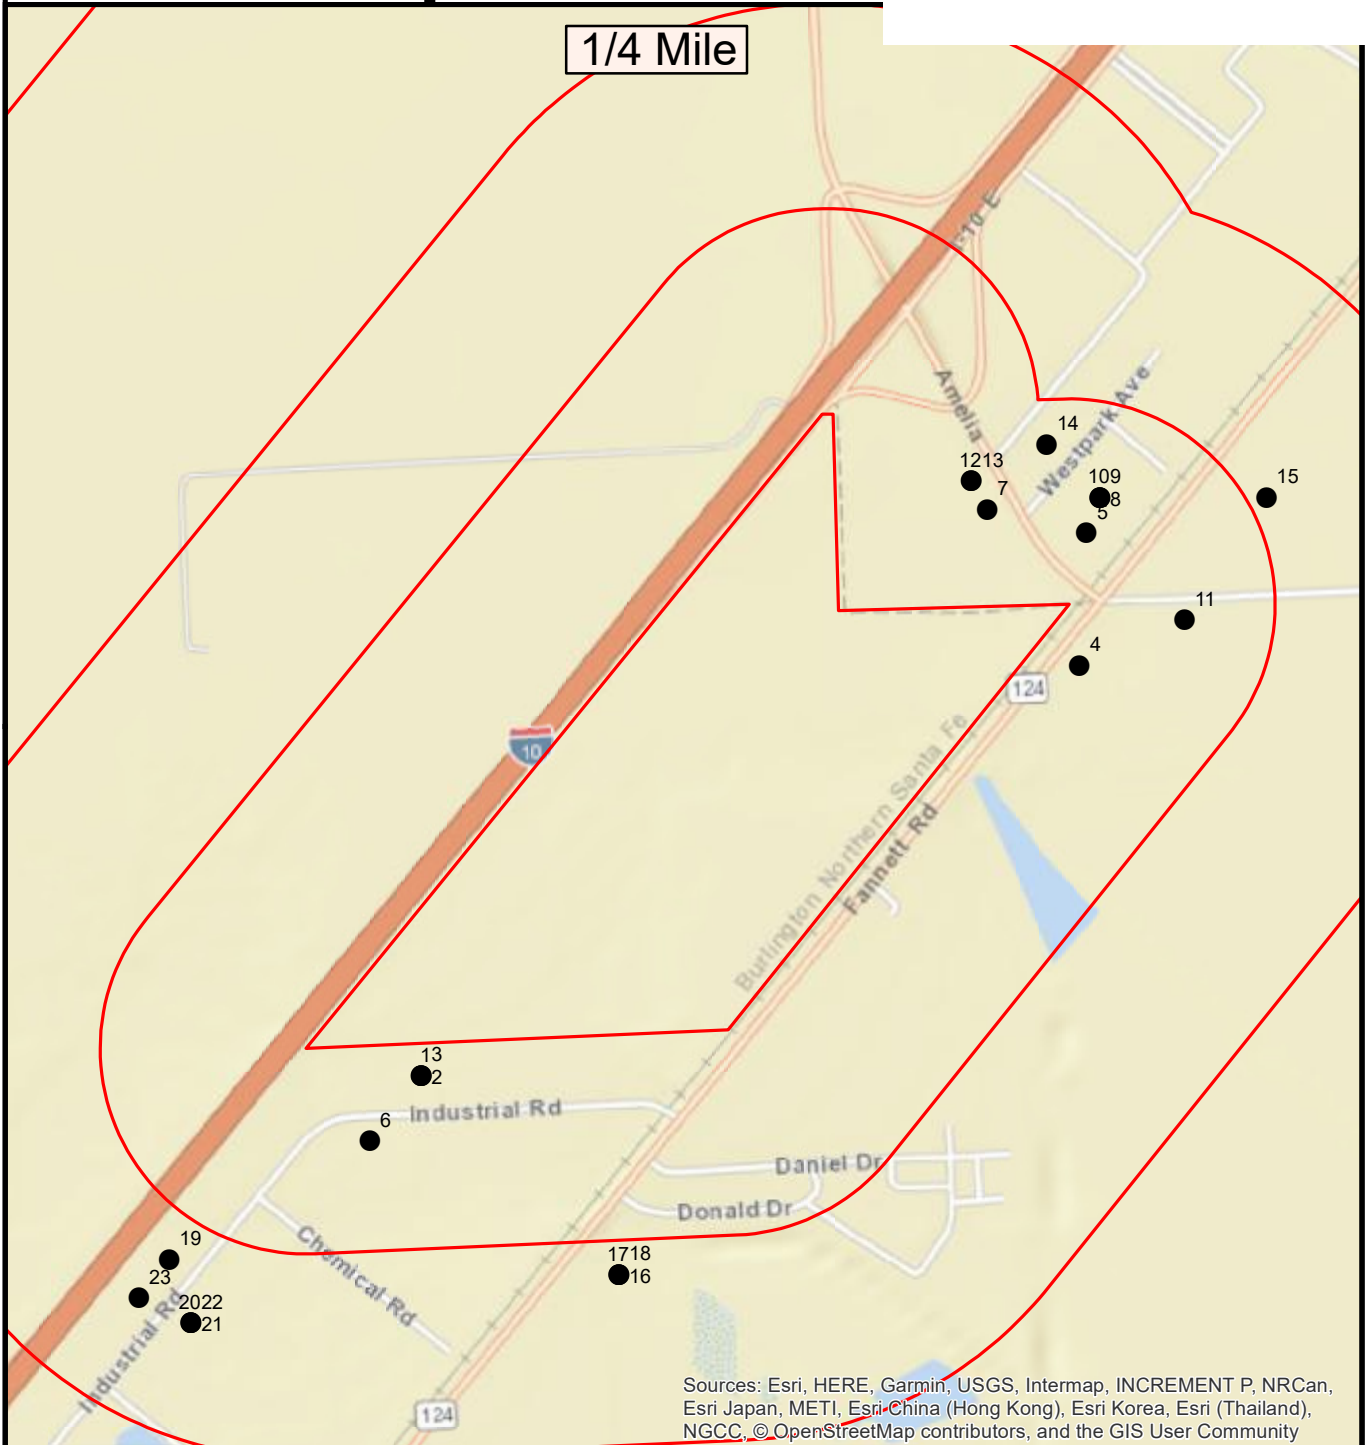 1/4 Mile
I-10 E
Amelia
Westpark Ave
14
1213
7
109
8
5
15
11
4
124
10
Burlington Northern Santa Fe
Fannett Rd
13
2
Industrial Rd
6
Daniel Dr
Donald Dr
Chemical Rd
19
23
2022
21
Industrial Rd
1718
16
124
Sources: Esri, HERE, Garmin, USGS, Intermap, INCREMENT P, NRCan,
Esri Japan, METI, Esri China (Hong Kong), Esri Korea, Esri (Thailand),
NGCC, © OpenStreetMap contributors, and the GIS User Community